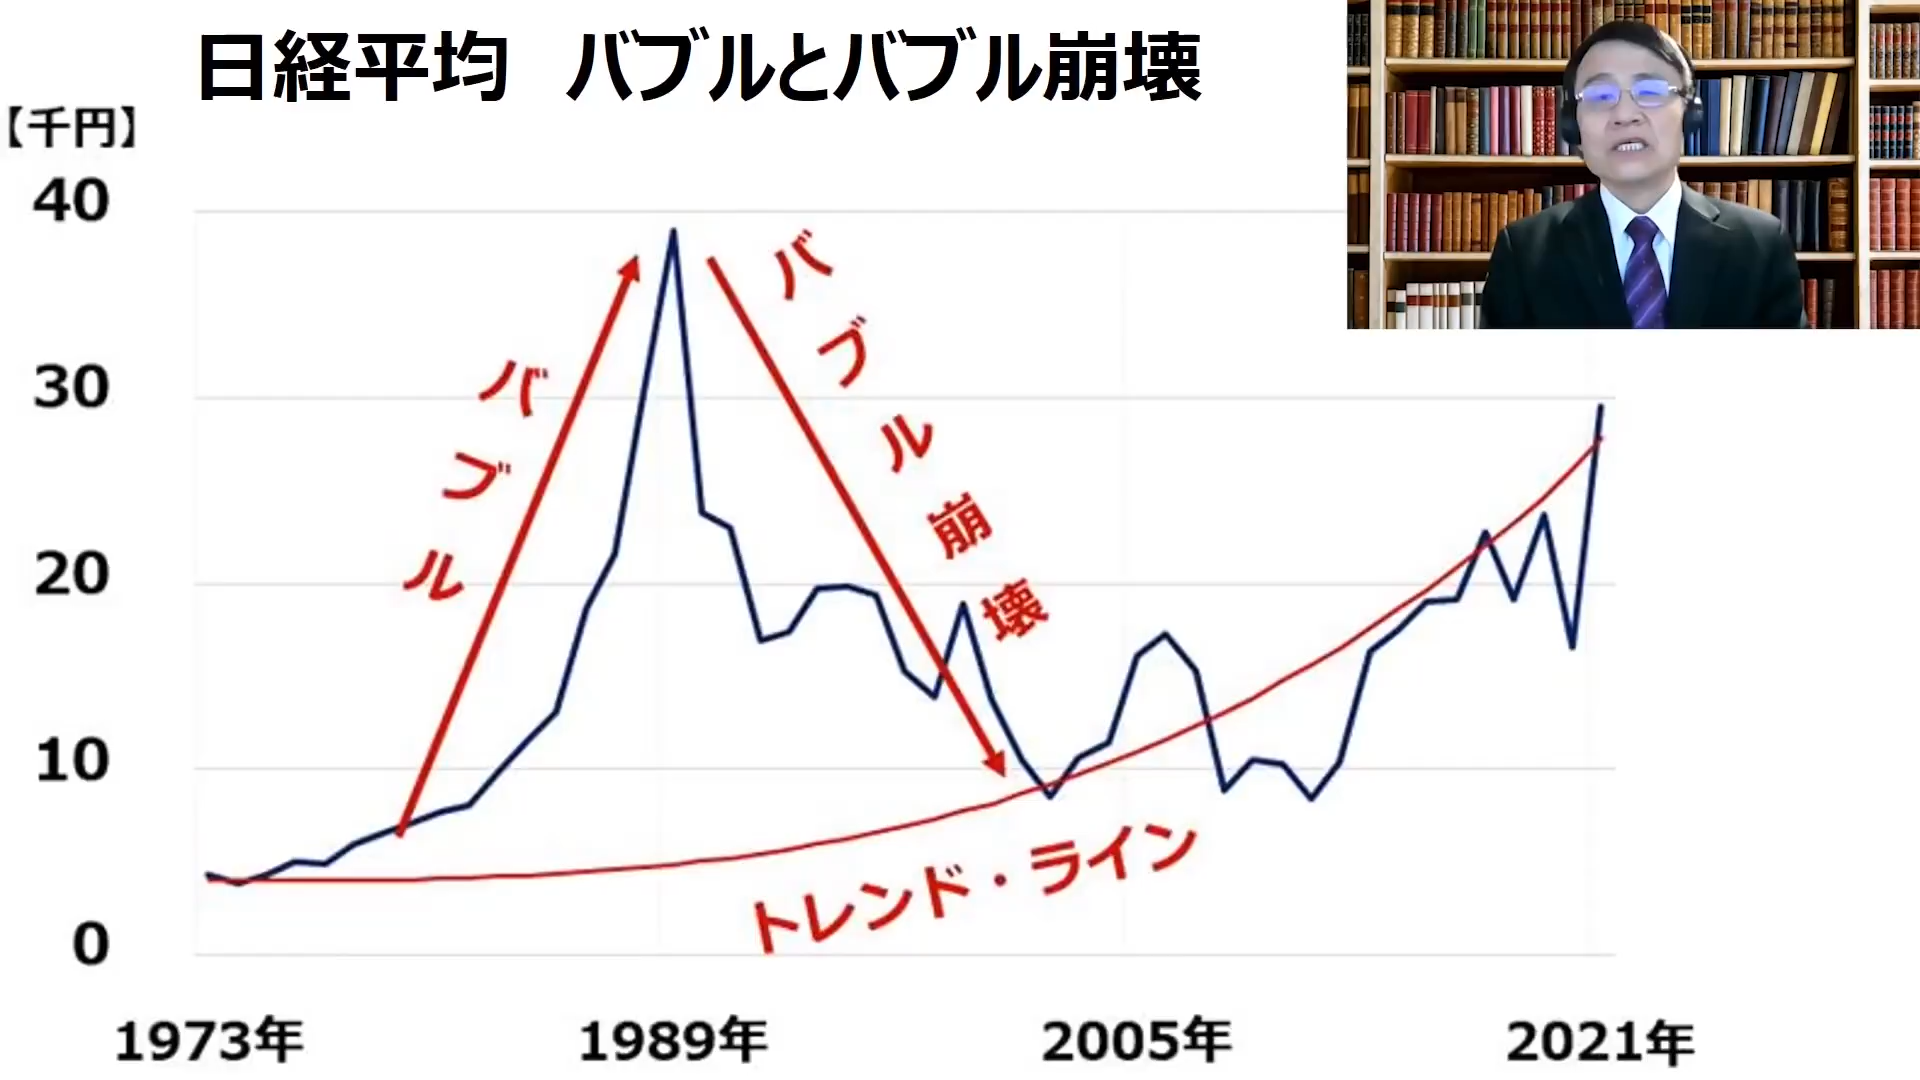 日経平均　バブルとバブル崩壊
【千円】
40
30
20
10
0
バブル
バブル崩壊
トレンド・ライン
1973年
1989年
2005年
2021年